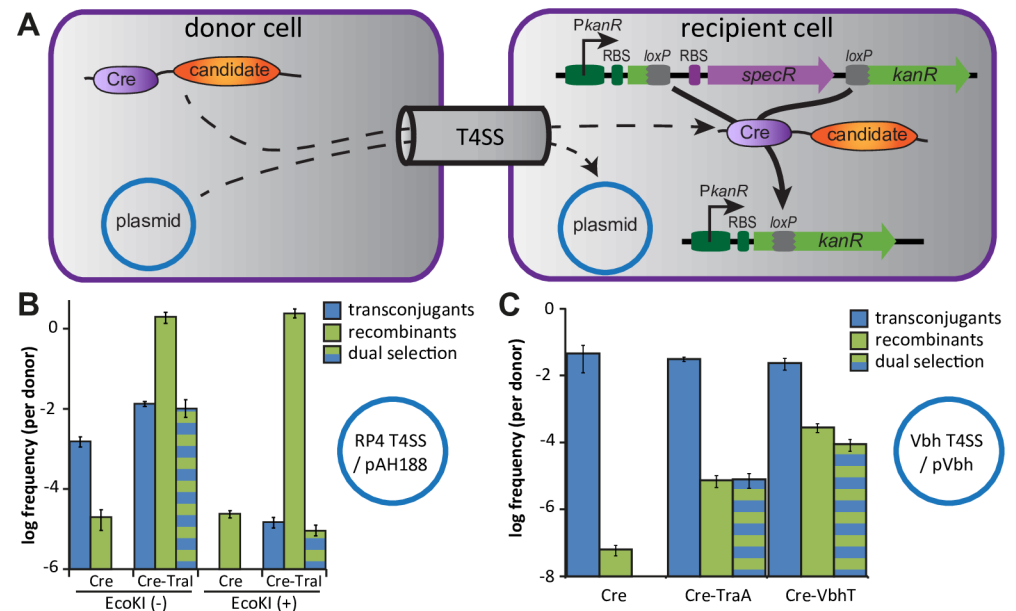 A
donor cell
recipient cell
Cre
candidate
plasmid
T4SS
PkanR
RBS
loxP
RBS
specR
loxP
kanR
Cre
candidate
plasmid
PkanR
RBS
loxP
kanR
B
log frequency (per donor)
0
-2
-4
-6
transconjugants
recombinants
dual selection
RP4 T4SS
/ pAH188
Cre
Cre-TraI
Cre
Cre-TraI
EcoKI (-)
EcoKI (+)
C
log frequency (per donor)
0
-2
-4
-6
-8
transconjugants
recombinants
dual selection
Vbh T4SS
/ pVbh
Cre
Cre-TraA
Cre-VbhT